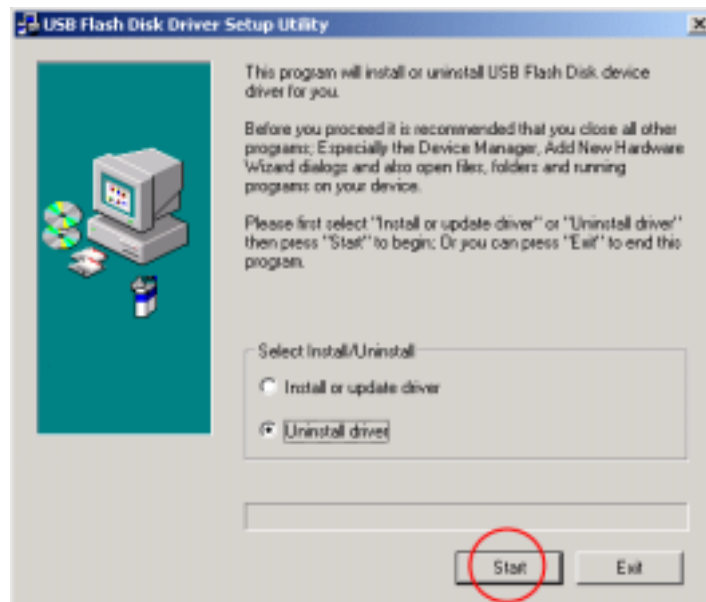 USB Flash Disk Driver Setup Utility
This program will install or uninstall USB Flash Disk device
driver for you.
Before you proceed it is recommended that you close all other
programs; Especially the Device Manager, Add New Hardware
Wizard dialogs and also open files, folders and running
programs on your device.
Please first select "Install or update driver" or "Uninstall driver"
then press "Start" to begin; Or you can press "Exit" to end this
program.
Select Install/Uninstall
Install or update driver
Uninstall driver
Start
Exit